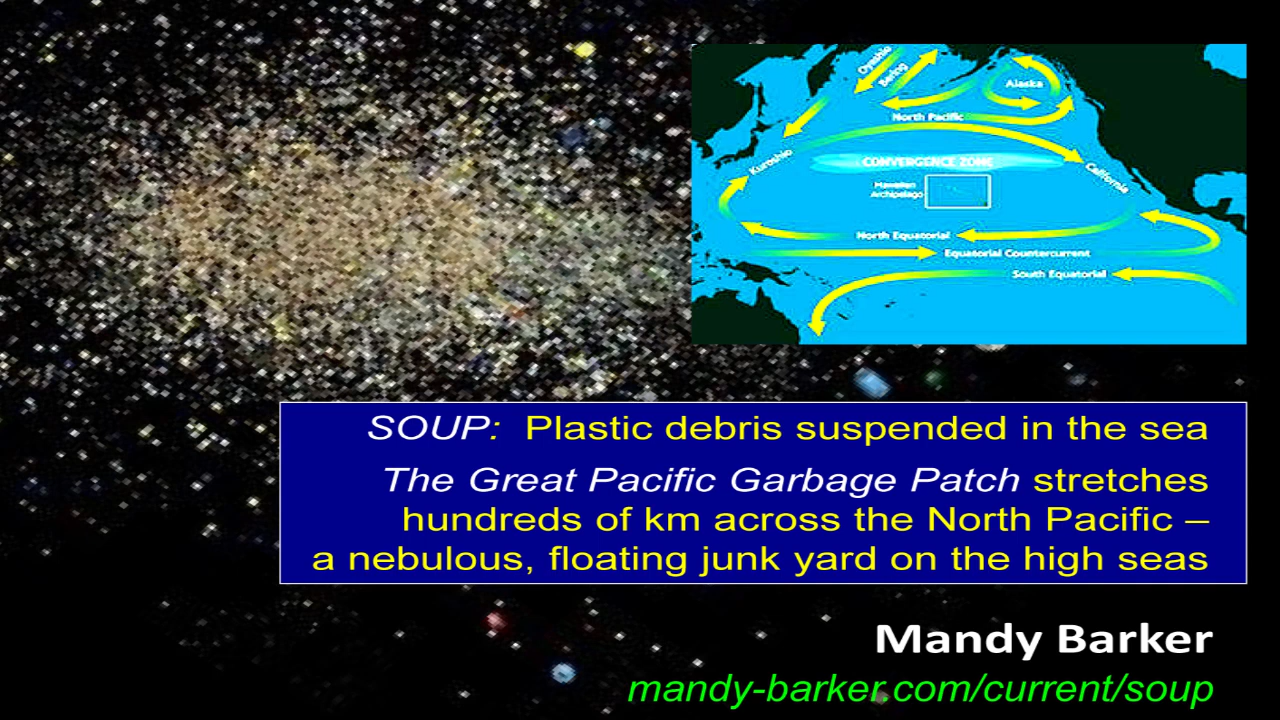 Oyashio
Bering
Alaska
North Pacific
Kuroshio
CONVERGENCE ZONE
California
Hawaiian
Archipelago
North Equatorial
Equatorial Countercurrent
South Equatorial
SOUP: Plastic debris suspended in the sea
The Great Pacific Garbage Patch stretches
hundreds of km across the North Pacific –
a nebulous, floating junk yard on the high seas
Mandy Barker
mandy-barker.com/current/soup